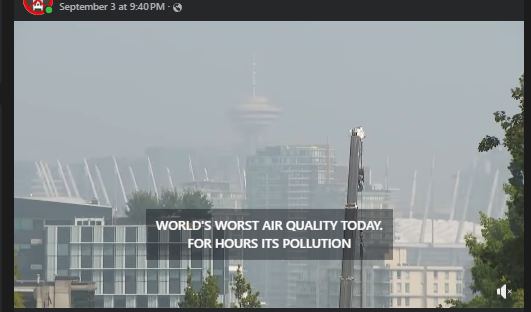 September 3 at 9:40 PM ·
WORLD'S WORST AIR QUALITY TODAY.
FOR HOURS ITS POLLUTION